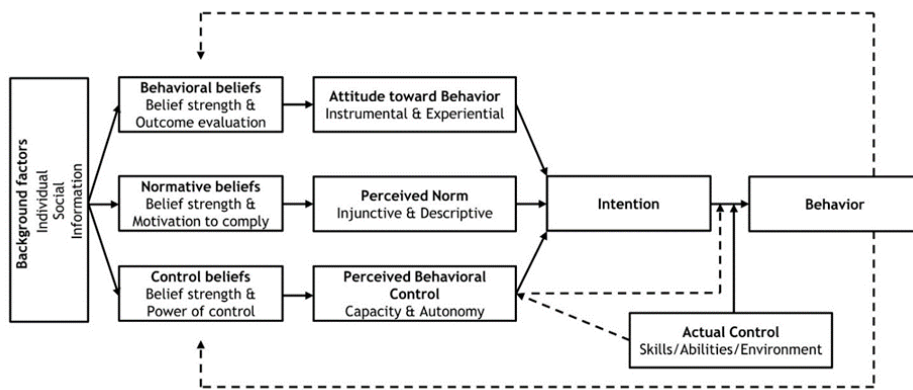 Background factors
Individual
Social
Information
Behavioral beliefs
Belief strength &
Outcome evaluation
Attitude toward Behavior
Instrumental & Experiential
Normative beliefs
Belief strength &
Motivation to comply
Perceived Norm
Injunctive & Descriptive
Intention
Behavior
Control beliefs
Belief strength &
Power of control
Perceived Behavioral
Control
Capacity & Autonomy
Actual Control
Skills/Abilities/Environment